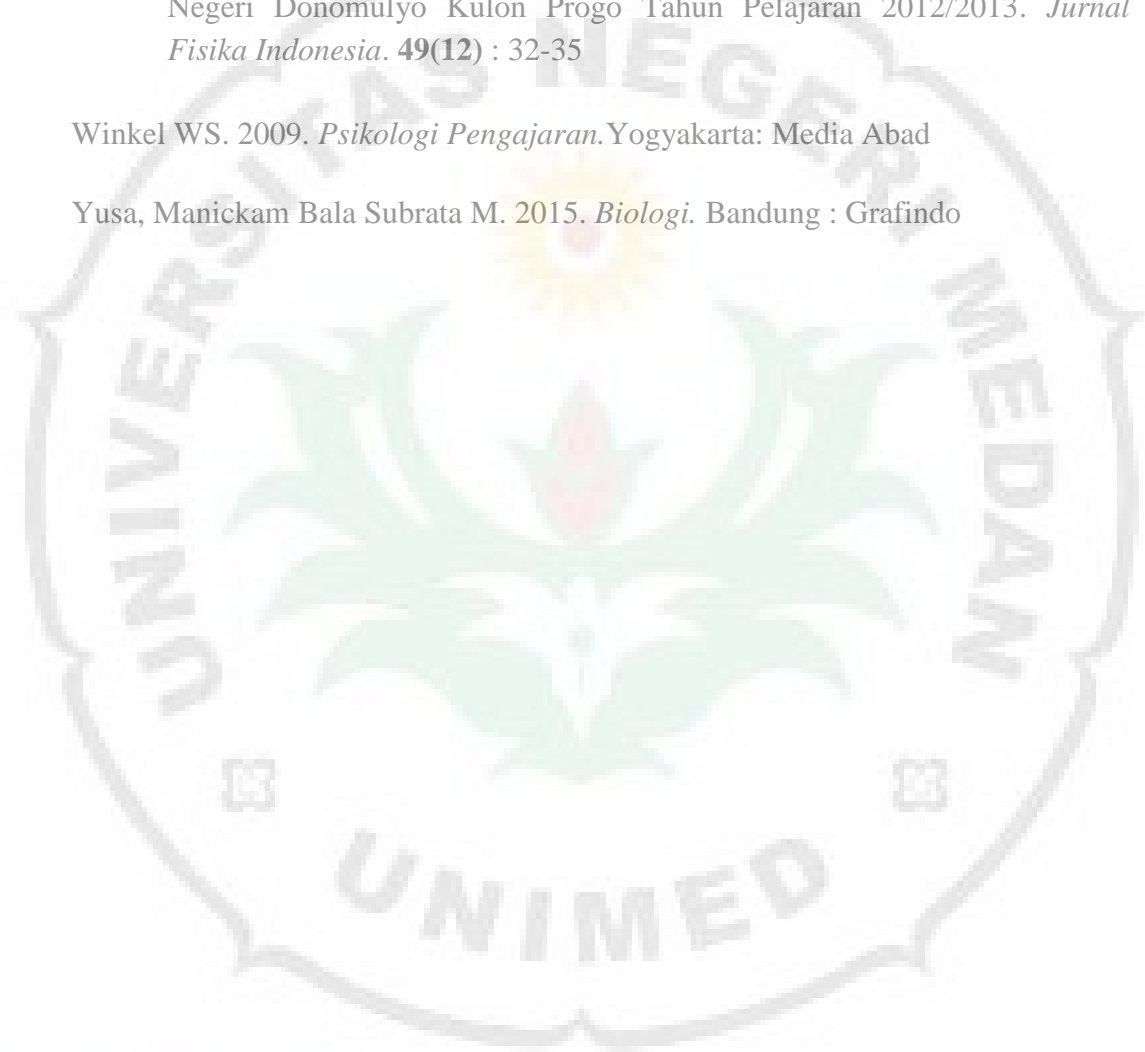 Negeri Donomulyo Kulon Progo Tahun Pelajaran 2012/2013. Jurnal
Fisika Indonesia. 49(12) : 32-35
Winkel WS. 2009. Psikologi Pengajaran.Yogyakarta: Media Abad
Yusa, Manickam Bala Subrata M. 2015. Biologi. Bandung : Grafindo
UNIVERSITAS NEGERI MEDAN
UNIMED